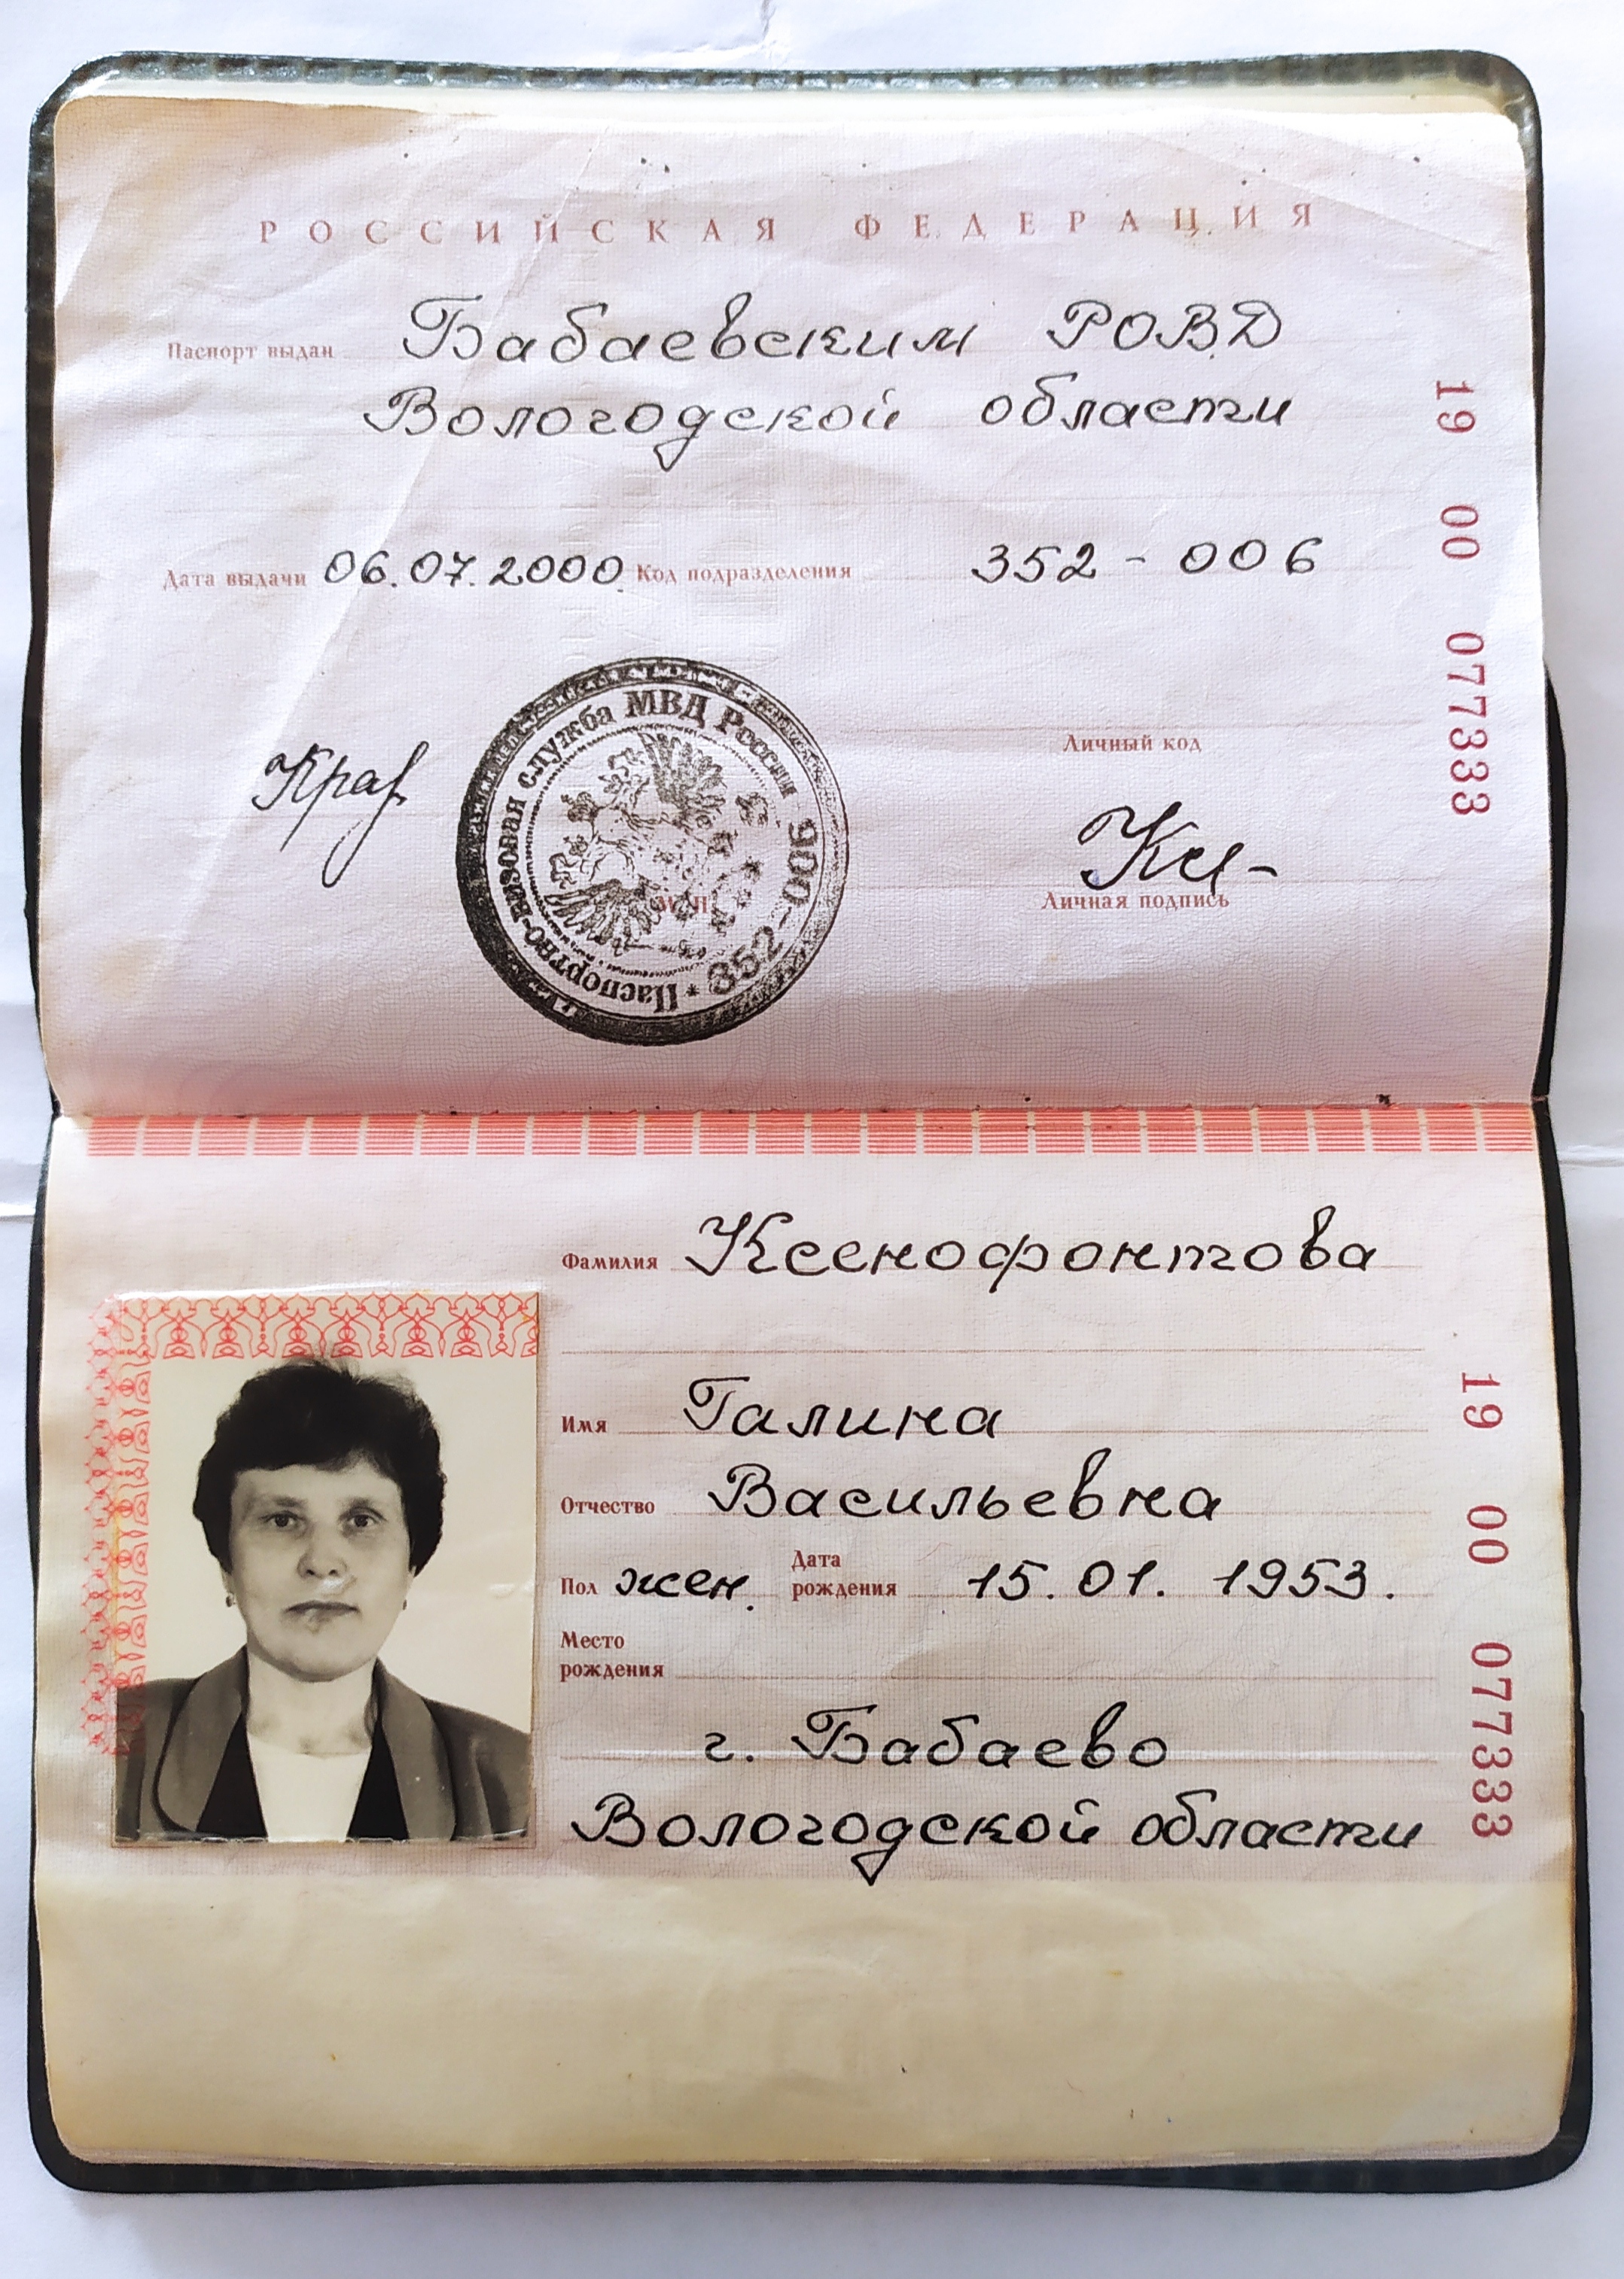 РОССИЙСКАЯ ФЕДЕРАЦИЯ
Паспорт выдан Бабаевским РОВД
Вологодской области
Дата выдачи 06.07.2000 Код подразделения 352-006
19 00 077333
Паспортно-визовая служба МВД России 900-352 *
М.П.
Личный код
Личная подпись
Фамилия Ксенофонтова
Имя Галина
Отчество Васильевна
Пол жен. Дата рождения 15.01.1953.
Место рождения
г. Бабаево
Вологодской области
19 00 077333